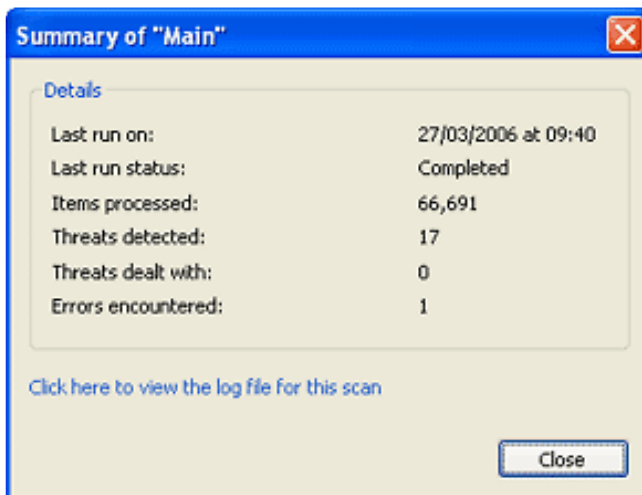 Summary of "Main"
Details
Last run on: 27/03/2006 at 09:40
Last run status: Completed
Items processed: 66,691
Threats detected: 17
Threats dealt with: 0
Errors encountered: 1
Click here to view the log file for this scan
Close